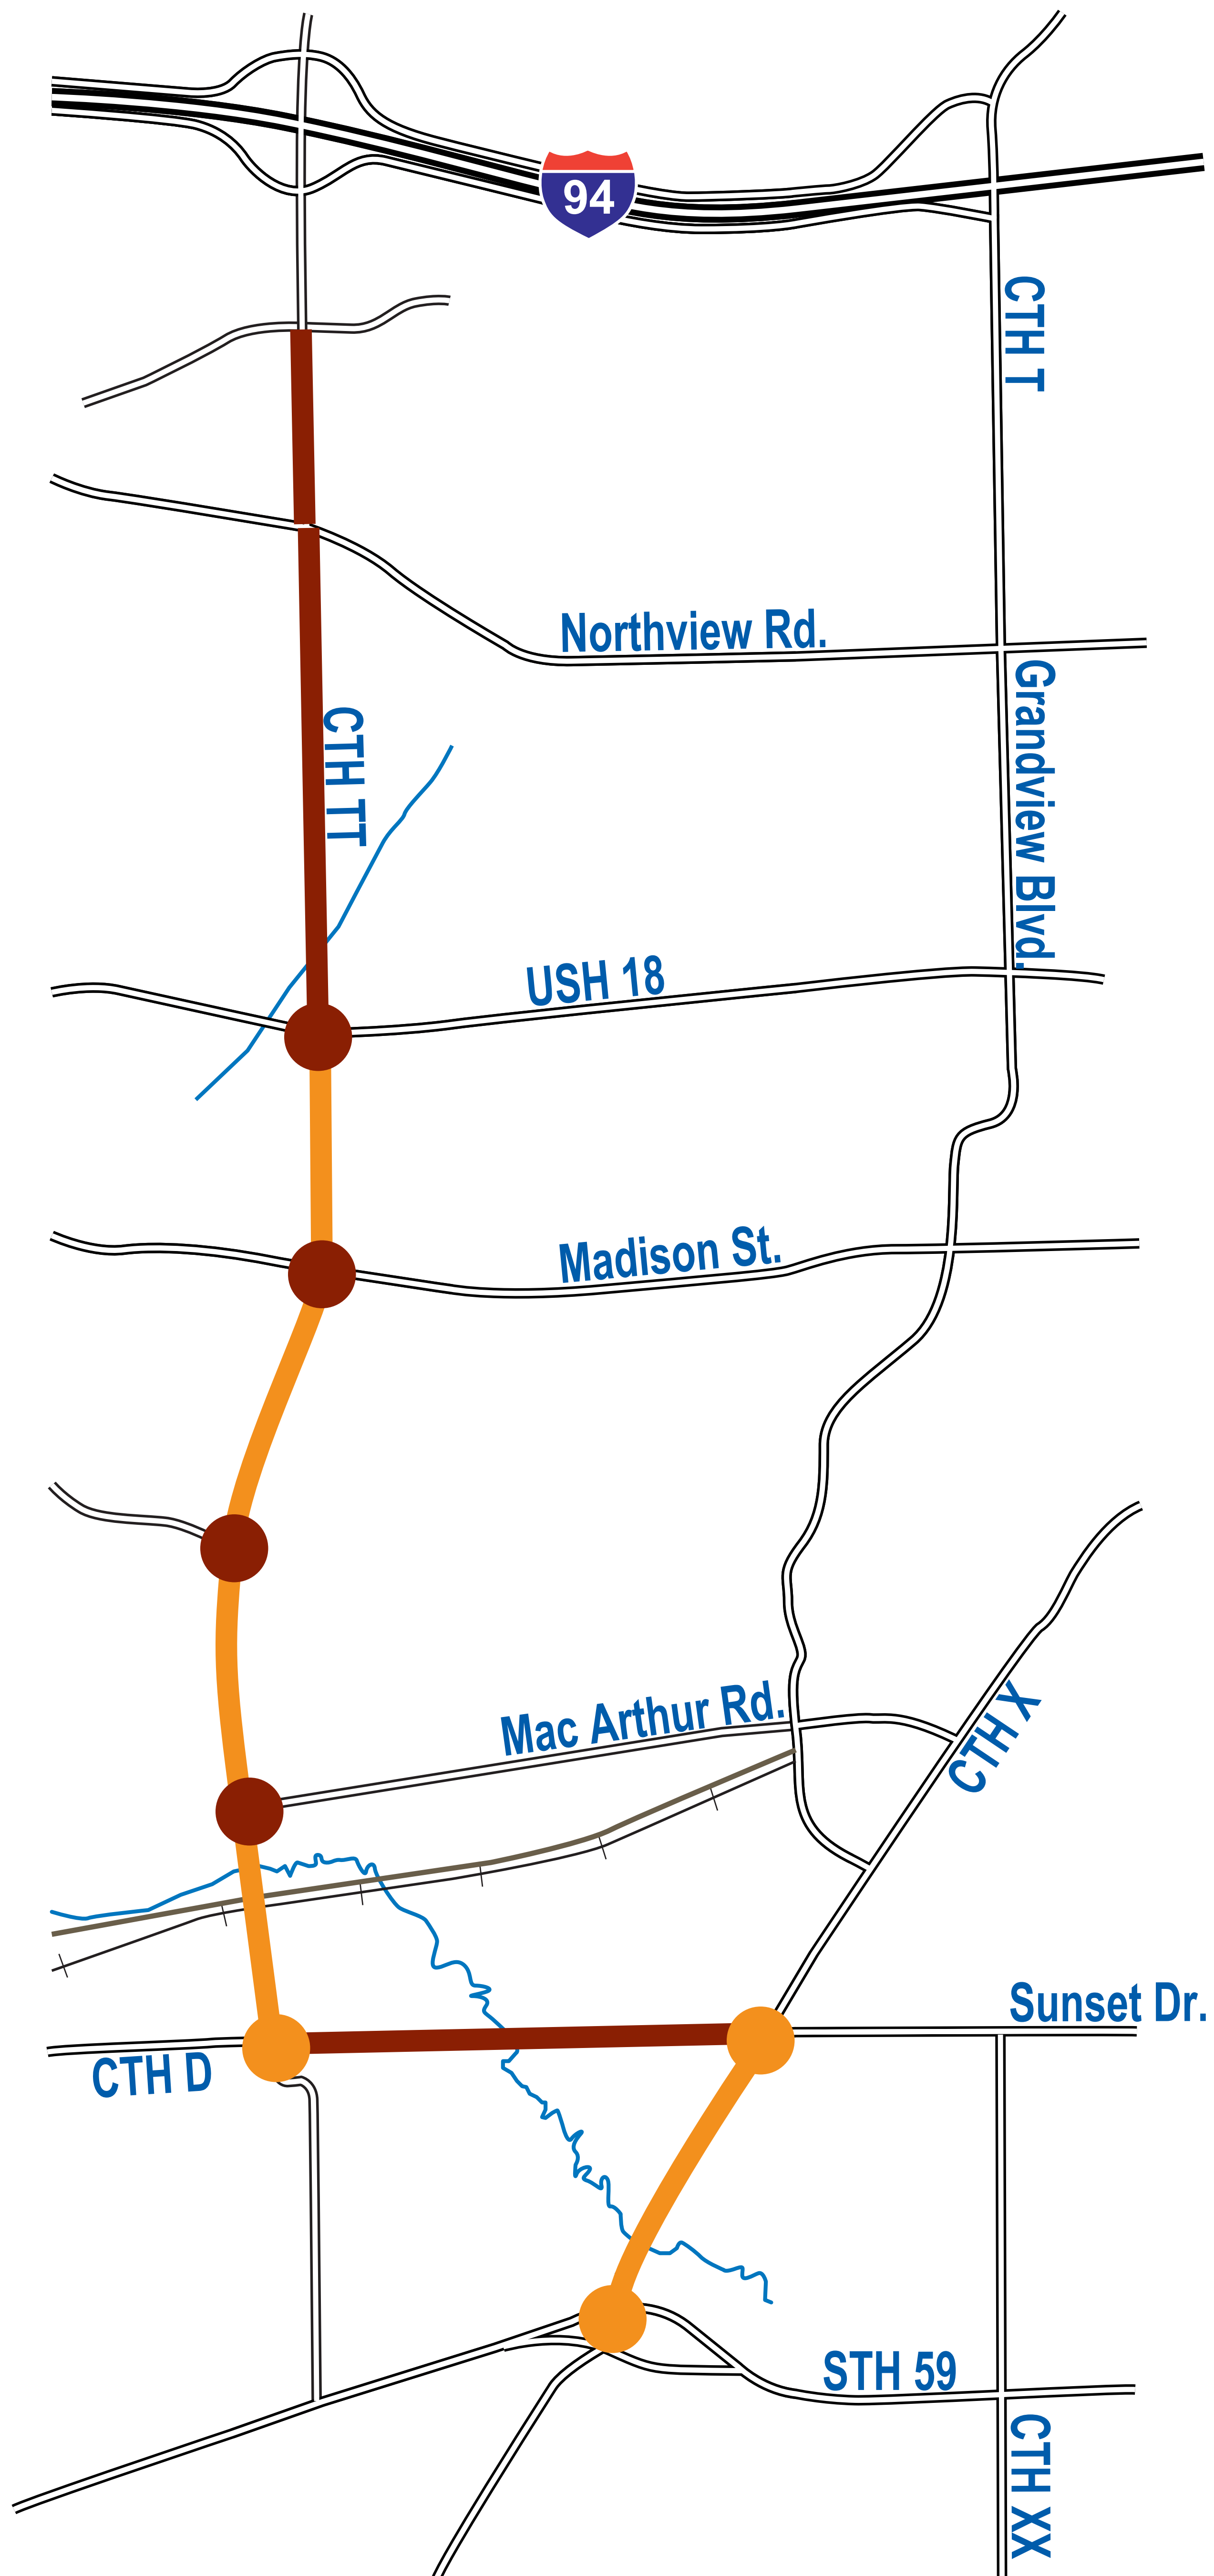 94
CTH T
Northview Rd.
Grandview Blvd.
CTH TT
USH 18
Madison St.
Mac Arthur Rd.
CTH X
Sunset Dr.
CTH D
STH 59
CTH XX